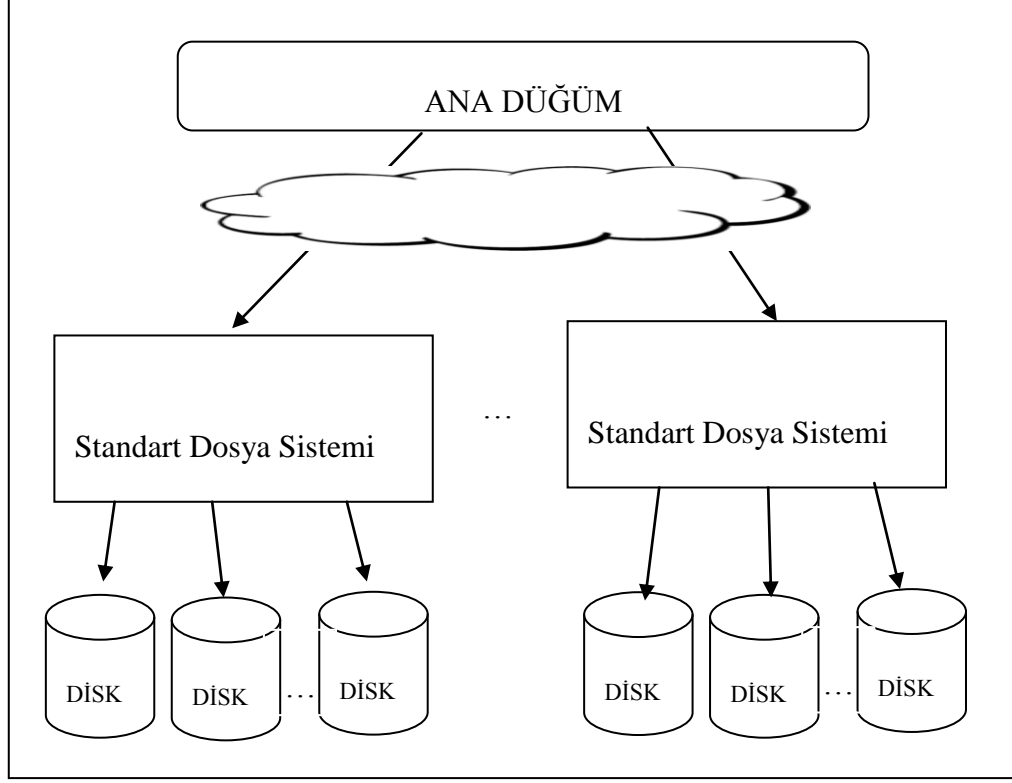 ANA DÜĞÜM
...
Standart Dosya Sistemi
Standart Dosya Sistemi
DİSK
DİSK
...
DİSK
DİSK
DİSK
...
DİSK